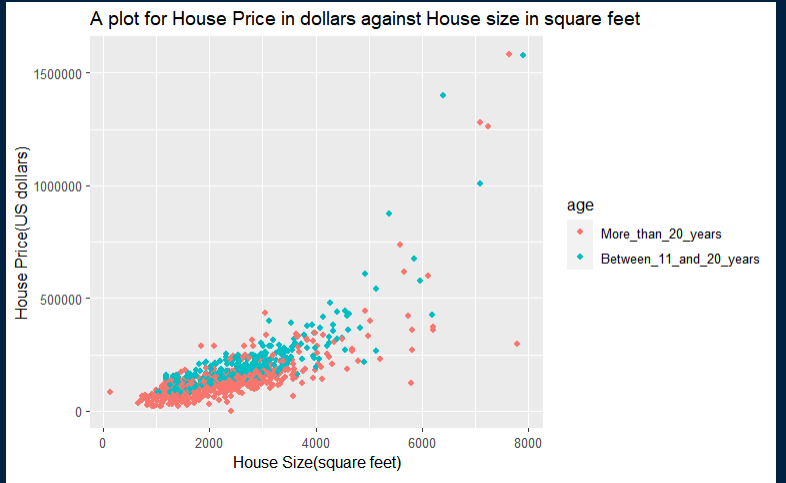 A plot for House Price in dollars against House size in square feet
House Price(US dollars)
1500000
1000000
500000
0
0 2000 4000 6000 8000
House Size(square feet)
age
More_than_20_years
Between_11_and_20_years